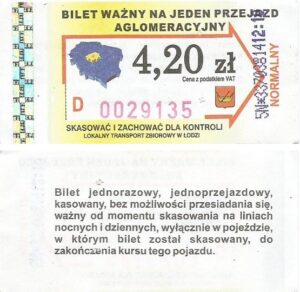 BILET WAŻNY NA JEDEN PRZEJAZD
AGLOMERACYJNY
4,20 zł
Cena z podatkiem VAT
NORMALNY
D 0029135
SKASOWAĆ I ZACHOWAĆ DLA KONTROLI
LOKALNY TRANSPORT ZBIOROWY W ŁODZI
Bilet jednorazowy, jednoprzejazdowy,
kasowany, bez możliwości przesiadania się,
ważny od momentu skasowania na liniach
nocnych i dziennych, wyłącznie w pojeździe,
w którym bilet został skasowany, do
zakończenia kursu tego pojazdu.